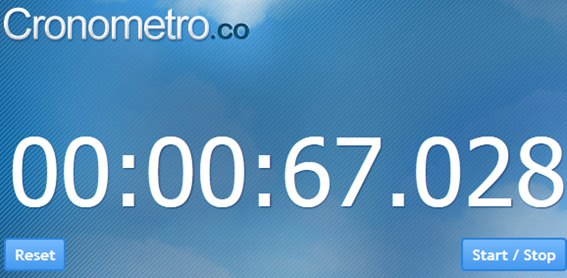 Cronometro.co
00:00:67.028
Reset
Start / Stop